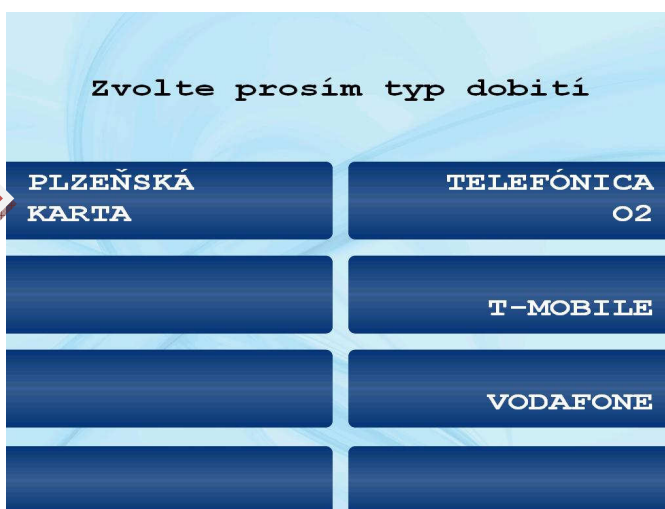 Zvolte prosím typ dobití
PLZEŇSKÁ
KARTA
TELEFÓNICA
O2
T-MOBILE
VODAFONE